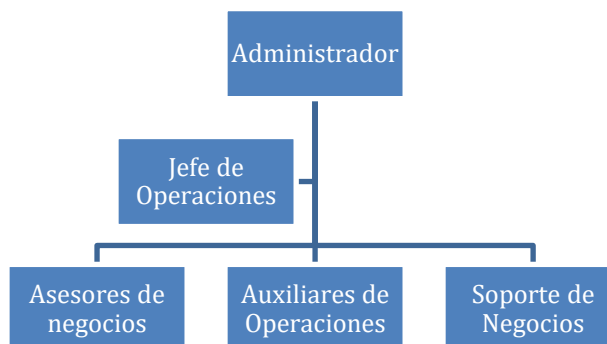 Administrador
Jefe de
Operaciones
Asesores de
negocios
Auxiliares de
Operaciones
Soporte de
Negocios